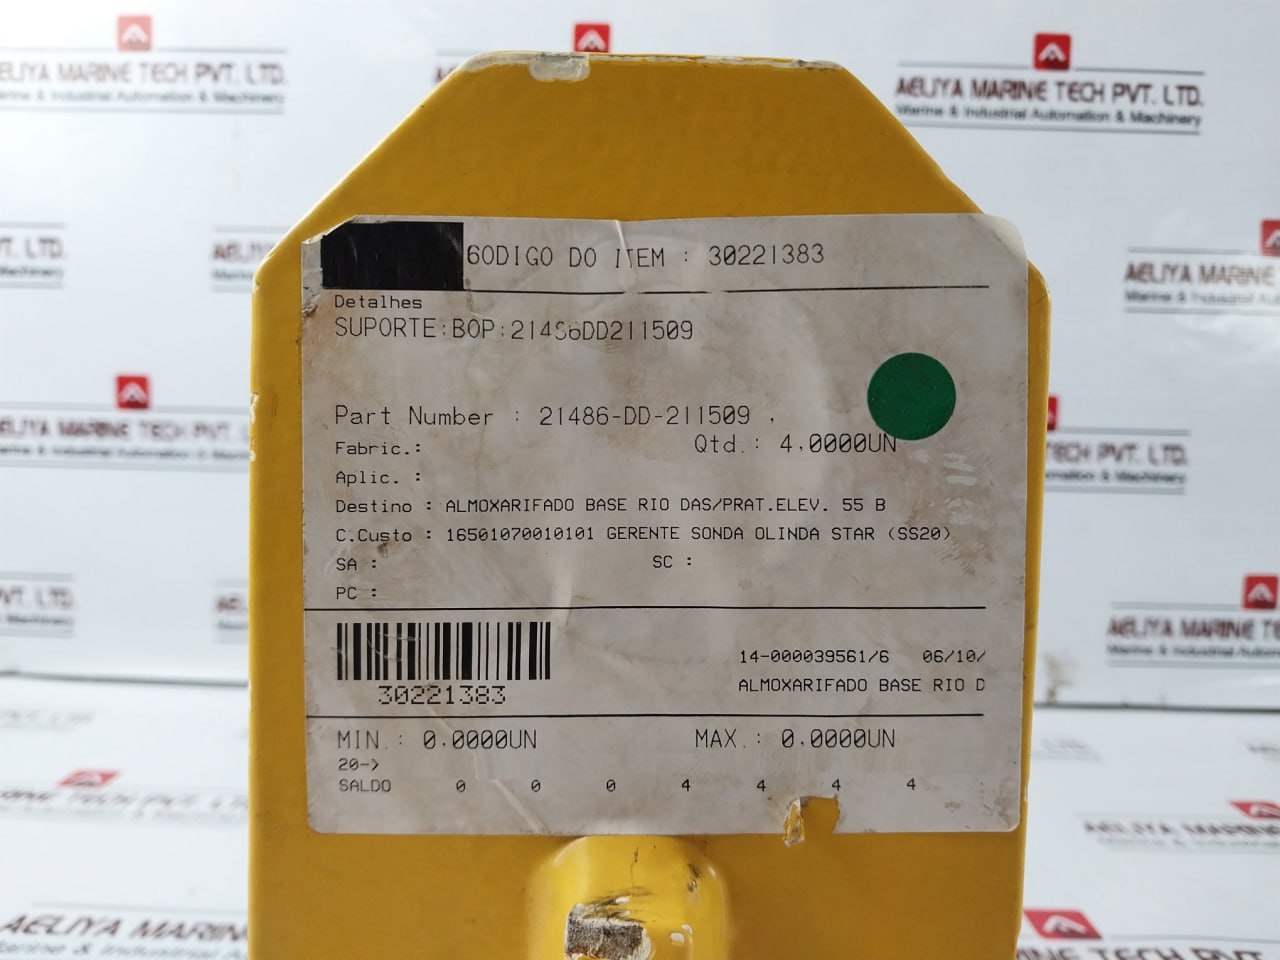 AELIYA MARINE TECH PVT. LTD.
Marine & Industrial Automation & Machinery
CODIGO DO ITEM : 30221383
Detalhes
SUPORTE:BOP:21486DD211509
Part Number : 21486-DD-211509
Fabric.:
Qtd.: 4,0000UN
Aplic. :
Destino : ALMOXARIFADO BASE RIO DAS/PRAT.ELEV. 55 B
C.Custo : 16501070010101 GERENTE SONDA OLINDA STAR (SS20)
SA : SC :
PC :
30221383
14-000039561/6 06/10/
ALMOXARIFADO BASE RIO D
MIN.: 0,0000UN MAX.: 0,0000UN
20->
SALDO 0 0 0 4 4 4 4